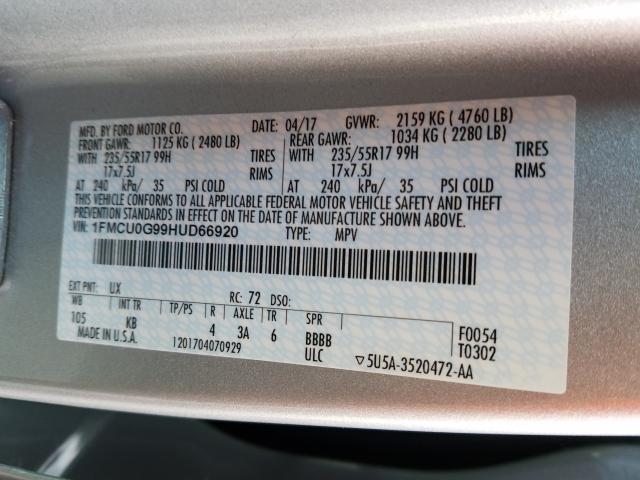 MFD. BY FORD MOTOR CO. DATE: 04/17 GVWR: 2159 KG ( 4760 LB)
FRONT GAWR: 1125 KG ( 2480 LB) REAR GAWR: 1034 KG ( 2280 LB)
WITH 235/55R17 99H TIRES WITH 235/55R17 99H TIRES
17x7.5J RIMS 17x7.5J RIMS
AT 240 kPa/ 35 PSI COLD AT 240 kPa/ 35 PSI COLD
THIS VEHICLE CONFORMS TO ALL APPLICABLE FEDERAL MOTOR VEHICLE SAFETY AND THEFT
PREVENTION STANDARDS IN EFFECT ON THE DATE OF MANUFACTURE SHOWN ABOVE.
VIN: 1FMCU0G99HUD66920 TYPE: MPV
EXT PNT: UX RC: 72 DSO:
WB INT TR TP/PS R AXLE TR SPR
105 KB 4 3A 6 BBBB F0054
MADE IN U.S.A. 1201704070929 ULC ▽5U5A-3520472-AA T0302